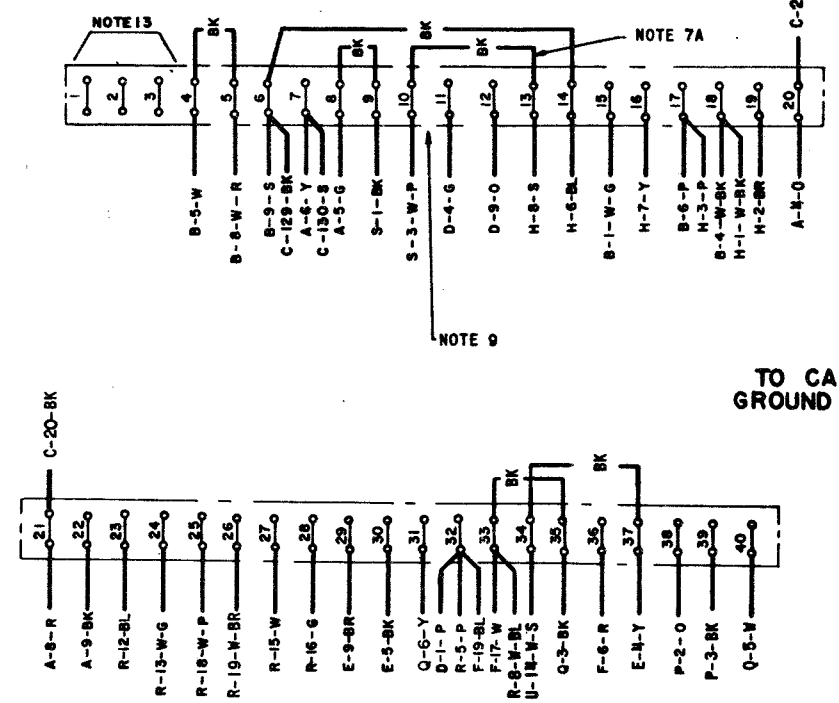 NOTE 13
BK
BK
BK
BK
NOTE 7A
C-2
1
2
3
4
5
6
7
8
9
10
11
12
13
14
15
16
17
18
19
20
B-5-W
B-8-W-R
B-9-S
C-129-BK
A-6-Y
C-130-S
A-5-G
S-1-BK
S-3-W-P
D-4-G
D-9-O
H-8-S
H-6-BL
B-1-W-G
H-7-Y
B-6-P
H-3-P
B-4-W-BK
H-1-W-BK
H-2-BR
A-4-O
NOTE 9
TO CA
GROUND
C-20-BK
BK
BK
21
22
23
24
25
26
27
28
29
30
31
32
33
34
35
36
37
38
39
40
A-8-R
A-9-BK
R-12-BL
R-13-W-G
R-18-W-P
R-19-W-BR
R-15-W
R-16-G
E-9-BR
E-5-BK
Q-6-Y
D-1-P
R-5-P
F-19-BL
F-17-W
R-8-W-BL
U-14-W-S
Q-3-BK
F-6-R
E-4-Y
P-2-O
P-3-BK
Q-5-W